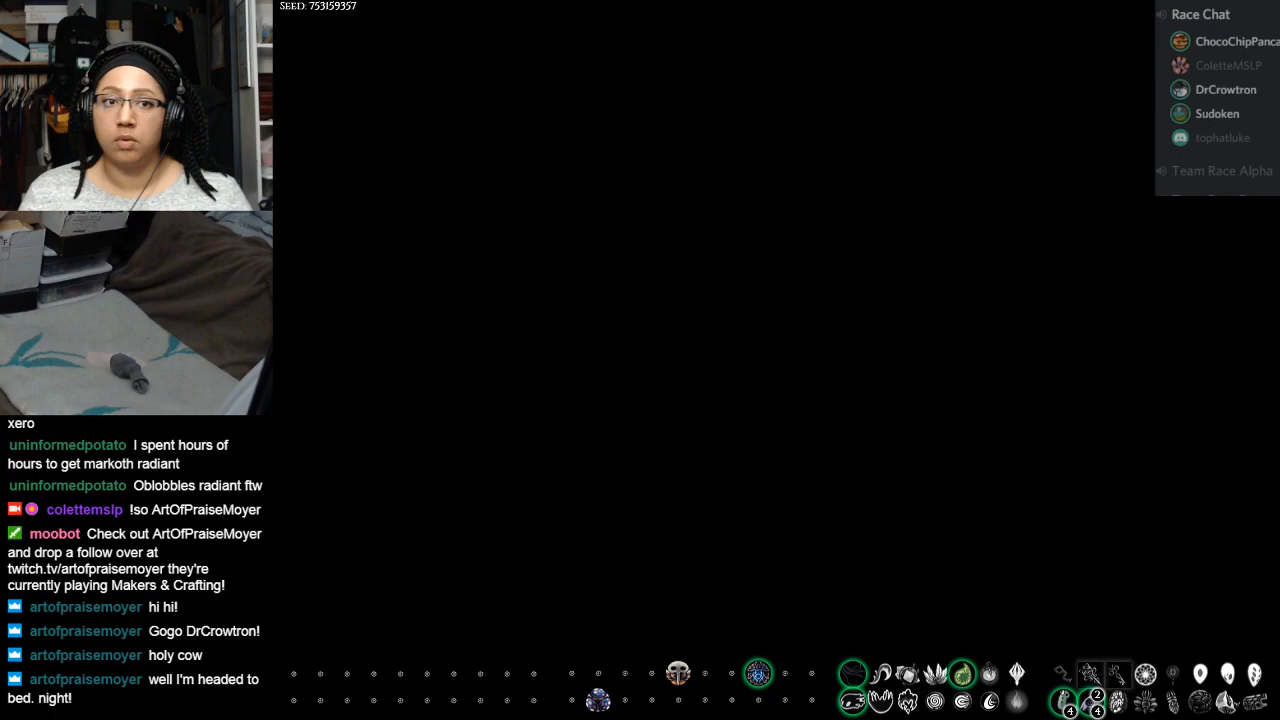 SEED: 753159357
Race Chat
ChocoChipPanca
ColetteMSLP
DrCrowtron
Sudoken
tophatluke
Team Race Alpha
xero
uninformedpotato I spent hours of
hours to get markoth radiant
uninformedpotato Oblobbles radiant ftw
colettemslp !so ArtOfPraiseMoyer
moobot Check out ArtOfPraiseMoyer
and drop a follow over at
twitch.tv/artofpraisemoyer they're
currently playing Makers & Crafting!
artofpraisemoyer hi hi!
artofpraisemoyer Gogo DrCrowtron!
artofpraisemoyer holy cow
artofpraisemoyer well I'm headed to
bed. night!
2
4
4